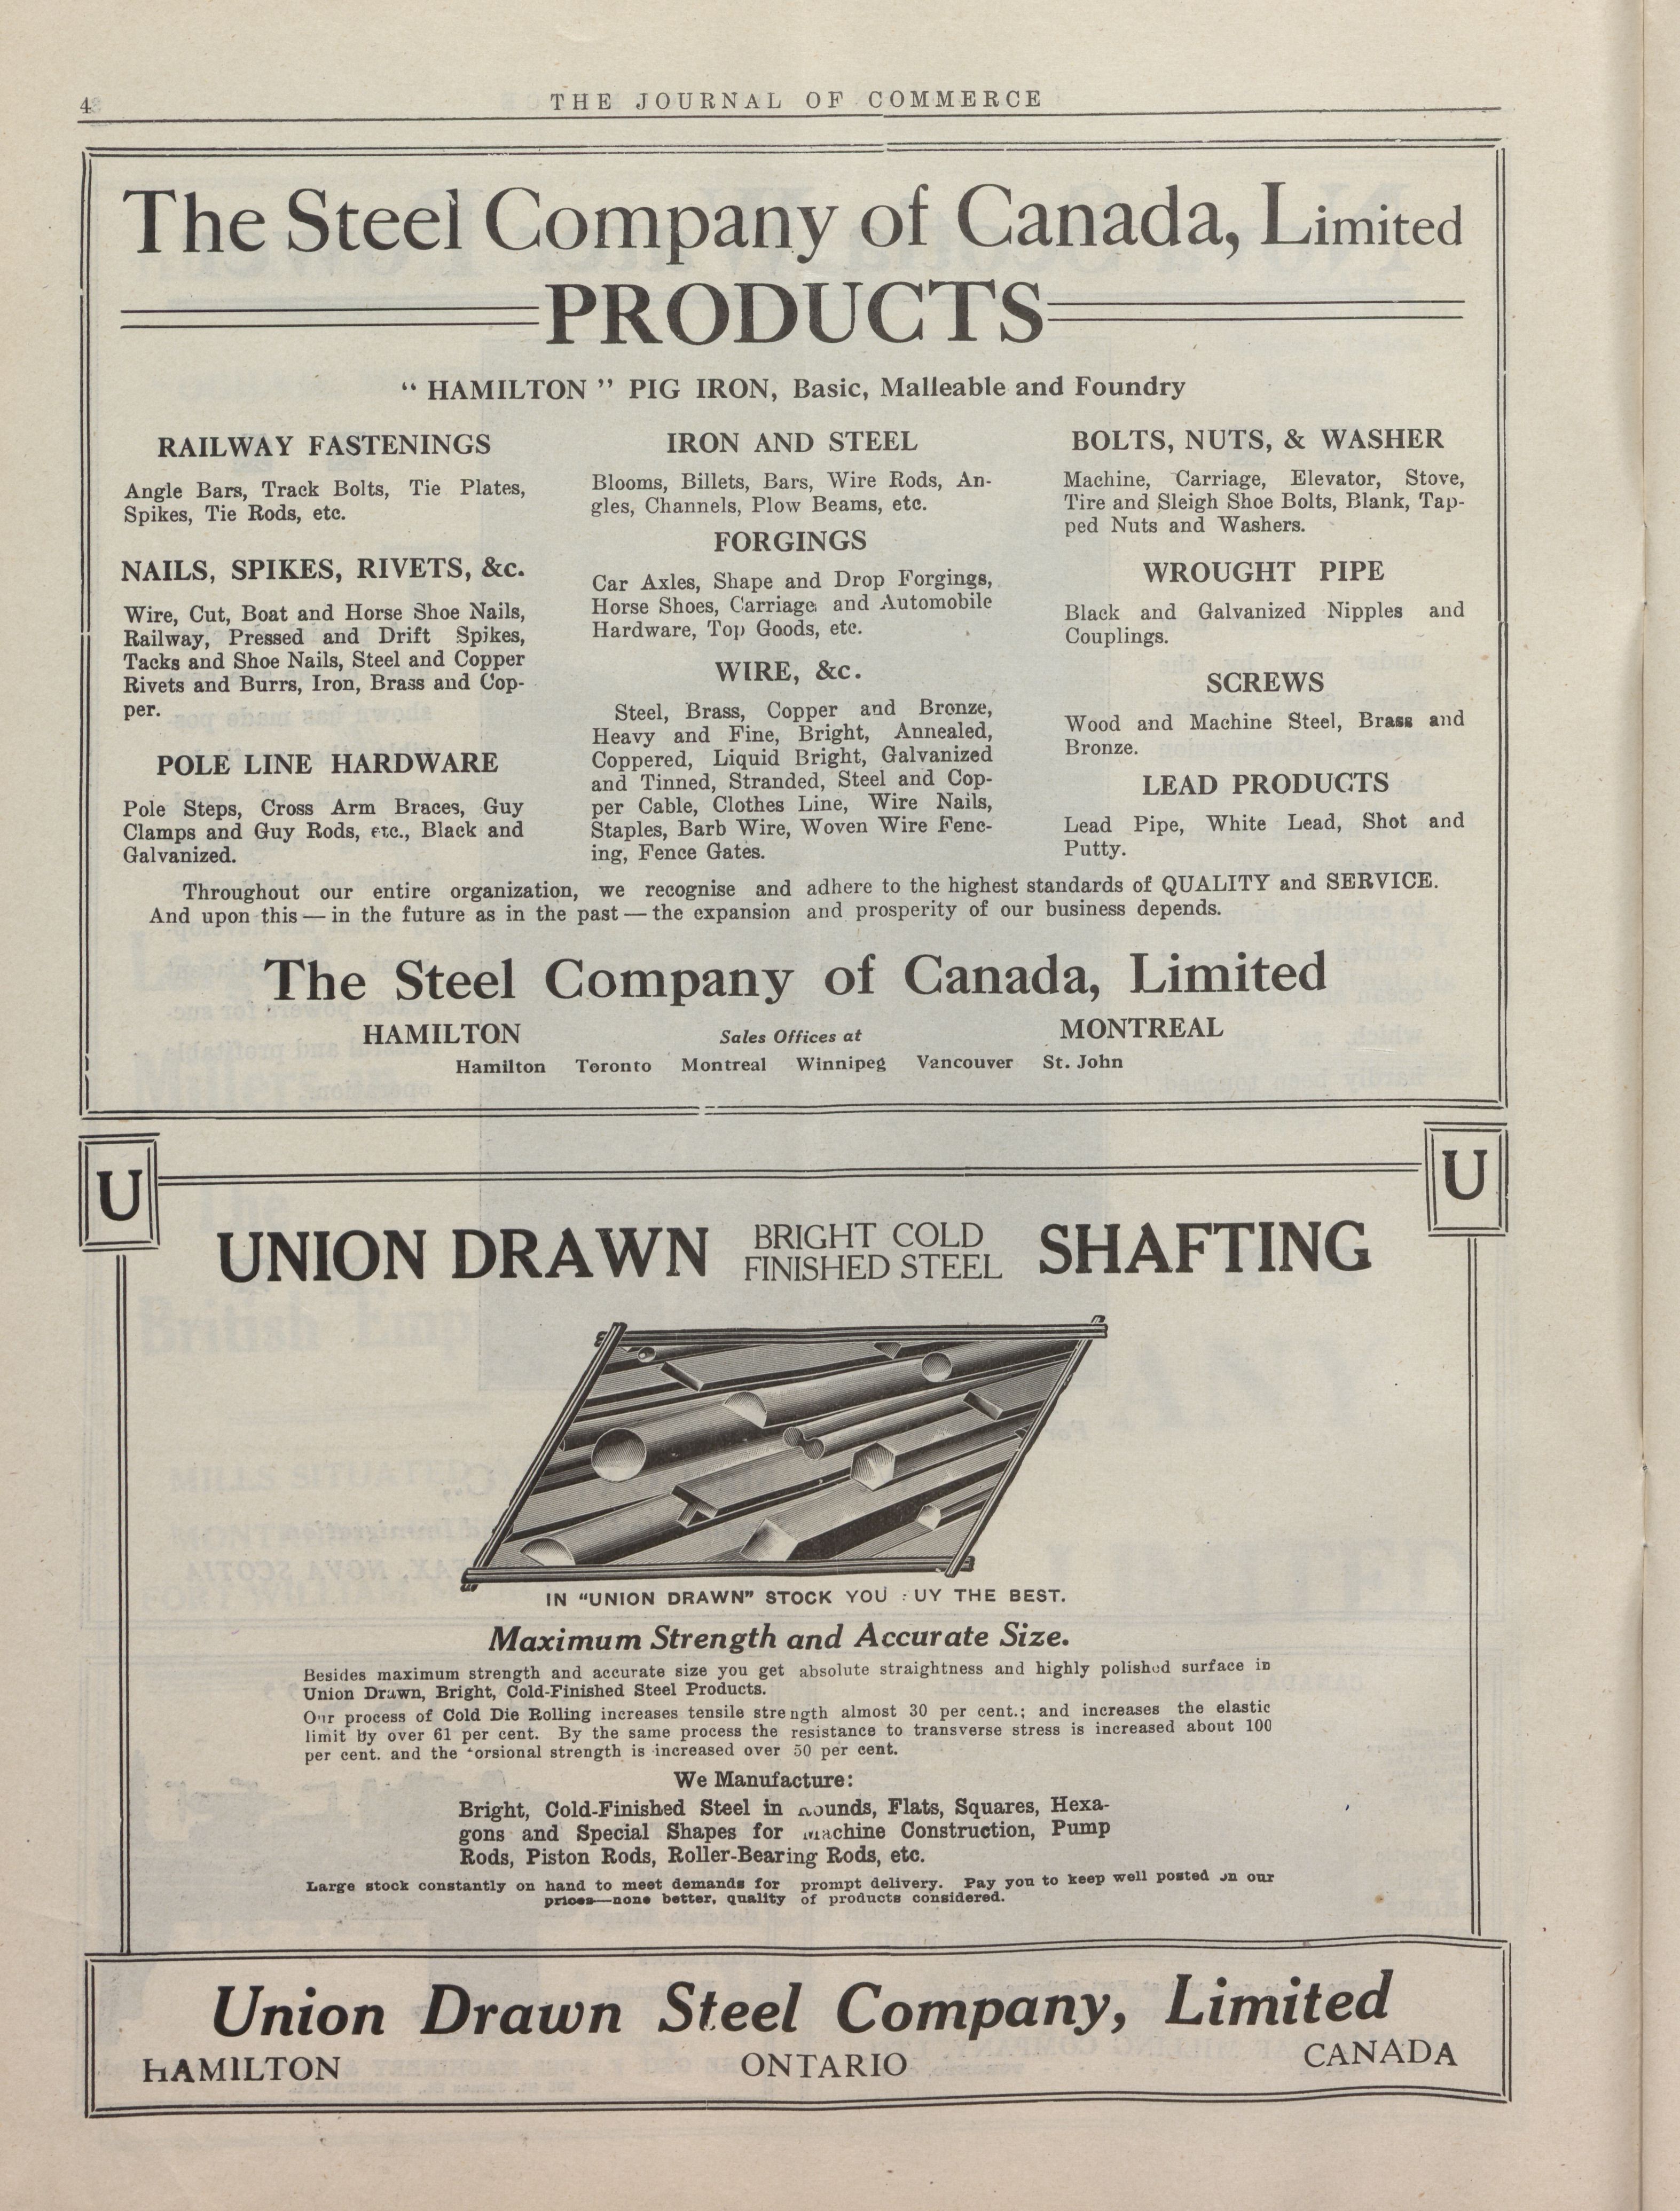 4
THE JOURNAL OF COMMERCE
The Steel Company of Canada, Limited
PRODUCTS
“ HAMILTON ” PIG IRON, Basic, Malleable and Foundry
RAILWAY FASTENINGS
Angle Bars, Track Bolts, Tie Plates,
Spikes, Tie Rods, etc.
NAILS, SPIKES, RIVETS, &c.
Wire, Cut, Boat and Horse Shoe Nails,
Railway, Pressed and Drift Spikes,
Tacks and Shoe Nails, Steel and Copper
Rivets and Burrs, Iron, Brass and Cop-
per.
POLE LINE HARDWARE
Pole Steps, Cross Arm Braces, Guy
Clamps and Guy Rods, etc., Black and
Galvanized.
IRON AND STEEL
Blooms, Billets, Bars, Wire Rods, An-
gles, Channels, Plow Beams, etc.
FORGINGS
Car Axles, Shape and Drop Forgings,
Horse Shoes, Carriage and Automobile
Hardware, Top Goods, etc.
WIRE, &c.
Steel, Brass, Copper and Bronze,
Heavy and Fine, Bright, Annealed,
Coppered, Liquid Bright, Galvanized
and Tinned, Stranded, Steel and Cop-
per Cable, Clothes Line, Wire Nails,
Staples, Barb Wire, Woven Wire Fenc-
ing, Fence Gates.
BOLTS, NUTS, & WASHER
Machine, Carriage, Elevator, Stove,
Tire and Sleigh Shoe Bolts, Blank, Tap-
ped Nuts and Washers.
WROUGHT PIPE
Black and Galvanized Nipples and
Couplings.
SCREWS
Wood and Machine Steel, Brass and
Bronze.
LEAD PRODUCTS
Lead Pipe, White Lead, Shot and
Putty.
Throughout our entire organization, we recognise and adhere to the highest standards of QUALITY and SERVICE.
And upon this — in the future as in the past — the expansion and prosperity of our business depends.
The Steel Company of Canada, Limited
HAMILTON Sales Offices at MONTREAL
Hamilton Toronto Montreal Winnipeg Vancouver St. John
U U
UNION DRAWN BRIGHT COLD FINISHED STEEL SHAFTING
IN “UNION DRAWN” STOCK YOU UY THE BEST.
Maximum Strength and Accurate Size.
Besides maximum strength and accurate size you get absolute straightness and highly polished surface in
Union Drawn, Bright, Cold-Finished Steel Products.
Our process of Cold Die Rolling increases tensile strength almost 30 per cent.; and increases the elastic
limit by over 61 per cent. By the same process the resistance to transverse stress is increased about 100
per cent. and the torsional strength is increased over 50 per cent.
We Manufacture:
Bright, Cold-Finished Steel in Rounds, Flats, Squares, Hexa-
gons and Special Shapes for Machine Construction, Pump
Rods, Piston Rods, Roller-Bearing Rods, etc.
Large stock constantly on hand to meet demands for prompt delivery. Pay you to keep well posted on our
prices—none better, quality of products considered.
Union Drawn Steel Company, Limited
HAMILTON ONTARIO CANADA